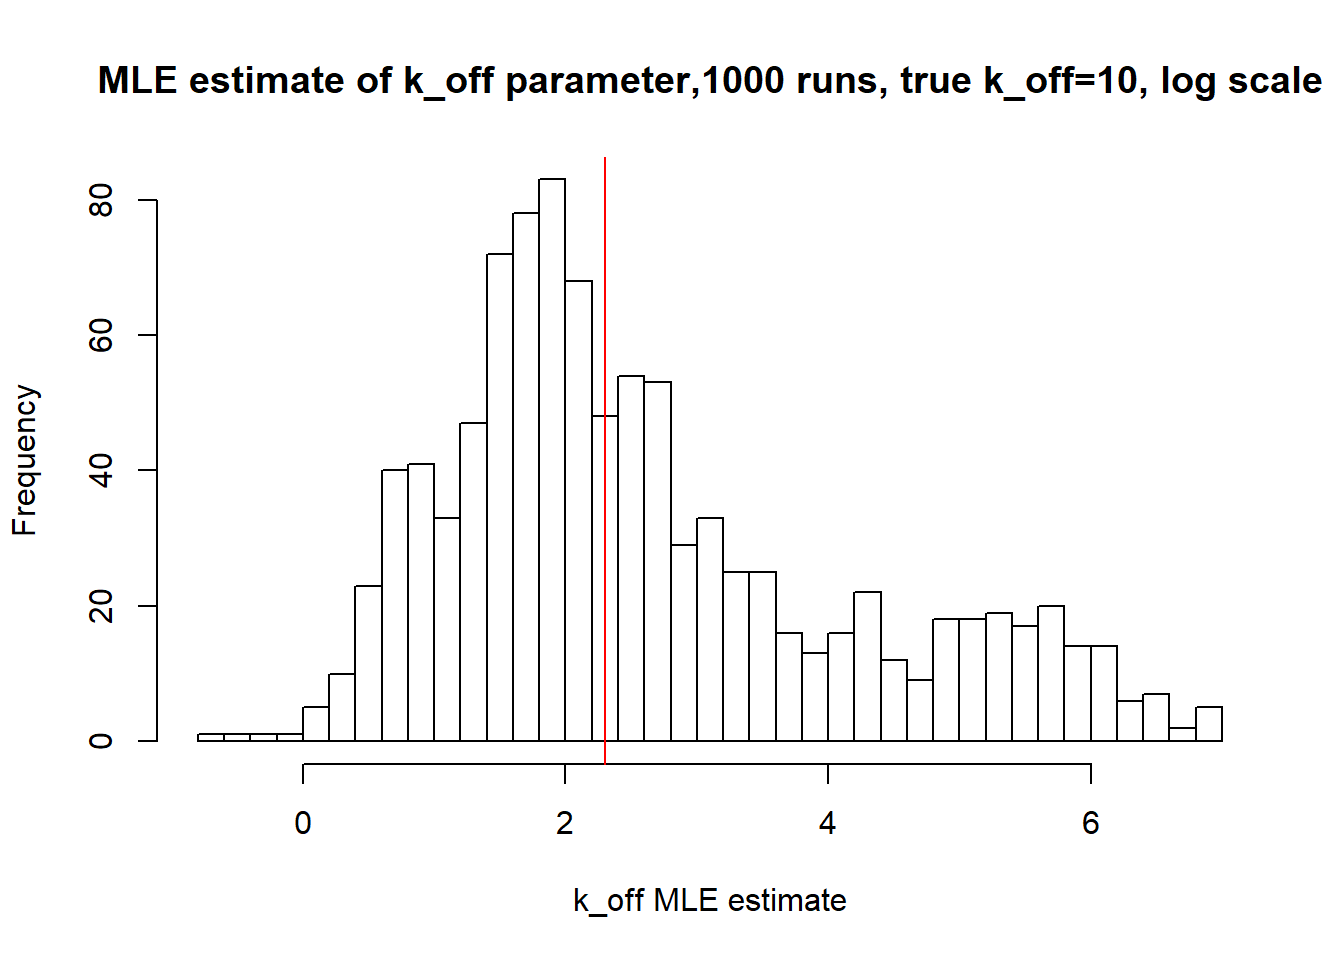 MLE estimate of k_off parameter,1000 runs, true k_off=10, log scale
80
60
40
20
0
Frequency
0 2 4 6
k_off MLE estimate